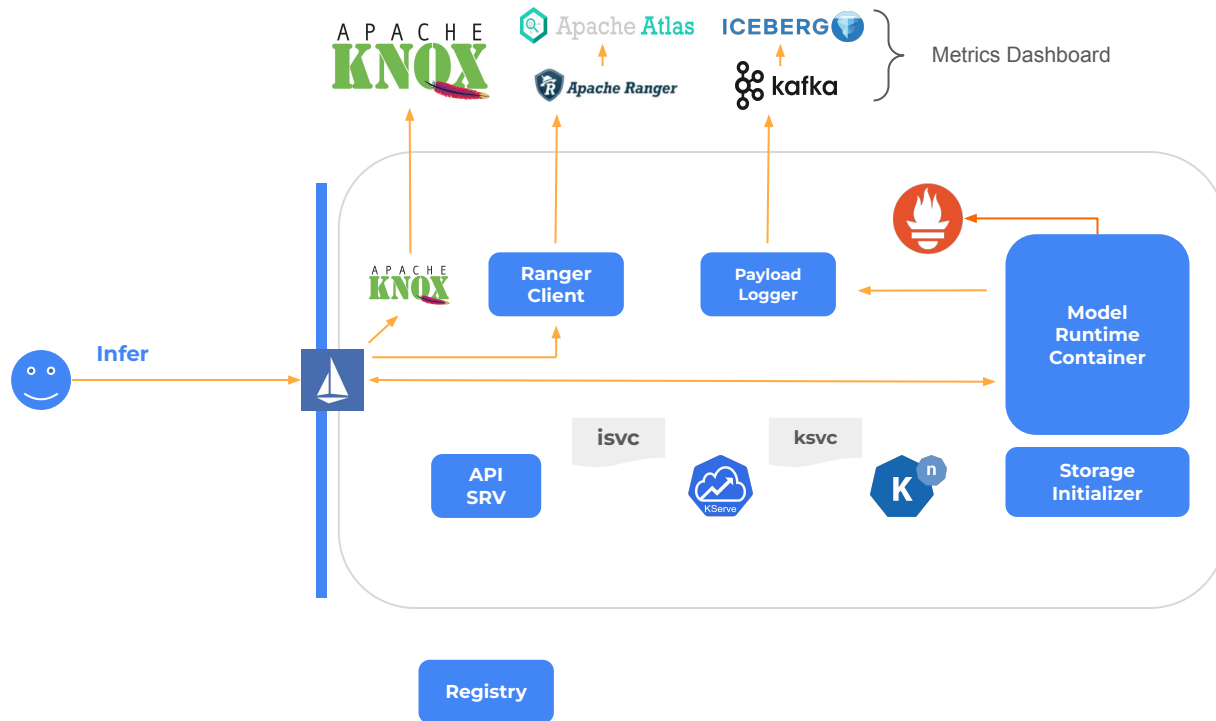 APACHE
KNOX
Apache Atlas
Apache Ranger
ICEBERG
kafka
Metrics Dashboard
APACHE
KNOX
Ranger
Client
Payload
Logger
Model
Runtime
Container
Infer
isvc
ksvc
API
SRV
KServe
K
n
Storage
Initializer
Registry